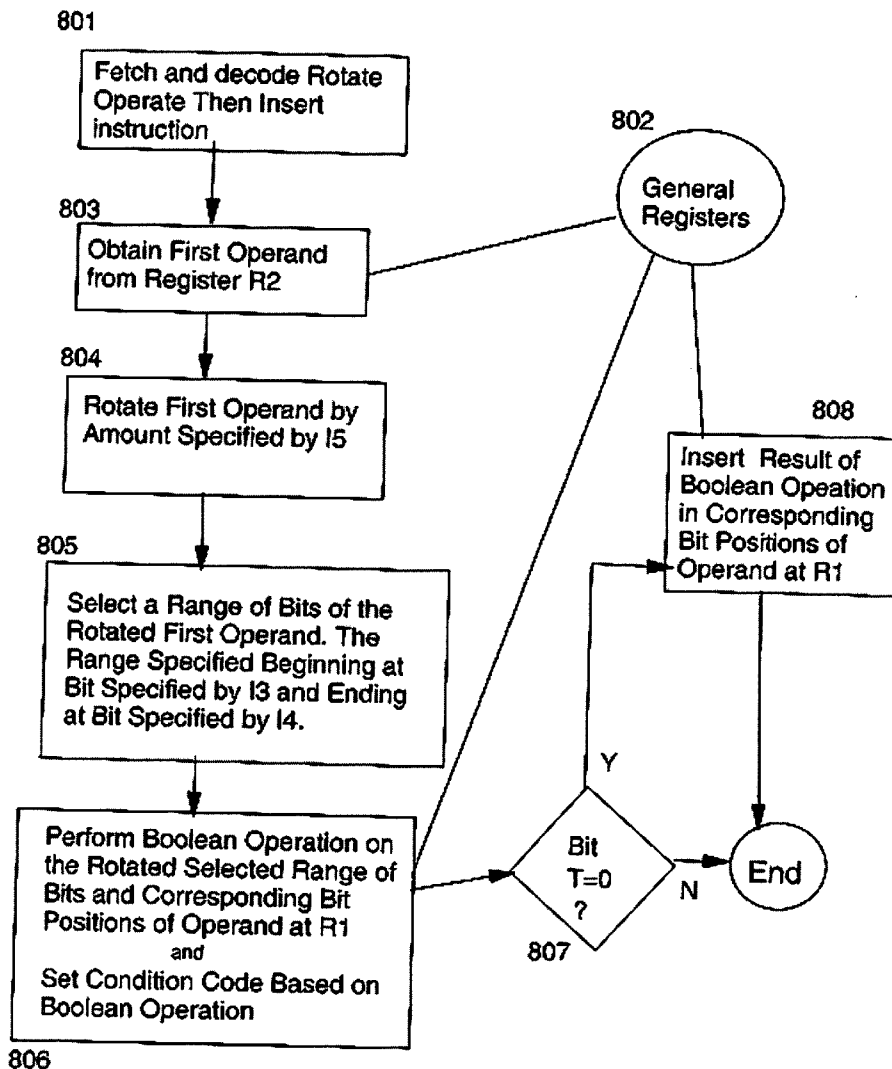 801
Fetch and decode Rotate
Operate Then Insert
instruction
802
General
Registers
803
Obtain First Operand
from Register R2
804
Rotate First Operand by
Amount Specified by I5
808
Insert Result of
Boolean Opeation
in Corresponding
Bit Positions of
Operand at R1
805
Select a Range of Bits of the
Rotated First Operand. The
Range Specified Beginning at
Bit Specified by I3 and Ending
at Bit Specified by I4.
Y
Perform Boolean Operation on
the Rotated Selected Range of
Bits and Corresponding Bit
Positions of Operand at R1
and
Set Condition Code Based on
Boolean Operation
806
Bit
T=0
?
807
N
End